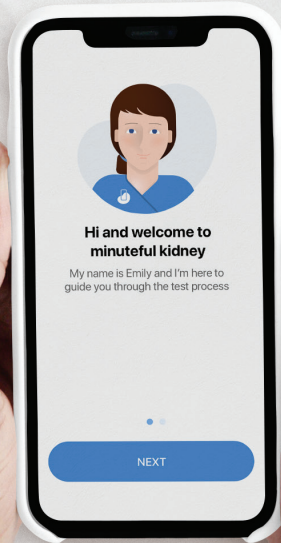 Hi and welcome to
minuteful kidney
My name is Emily and I'm here to
guide you through the test process
NEXT